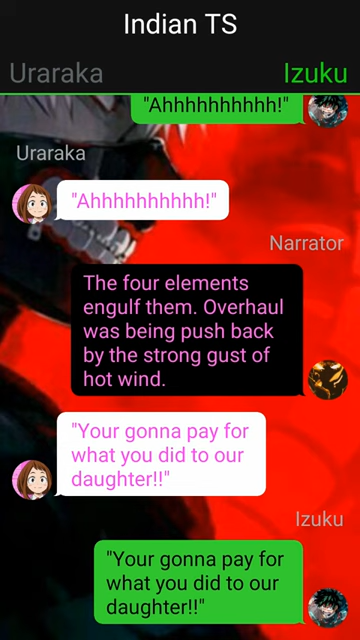 Indian TS
Uraraka
Izuku
"Ahhhhhhhhhh!"
Uraraka
"Ahhhhhhhhhh!"
Narrator
The four elements
engulf them. Overhaul
was being push back
by the strong gust of
hot wind.
"Your gonna pay for
what you did to our
daughter!!"
Izuku
"Your gonna pay for
what you did to our
daughter!!"